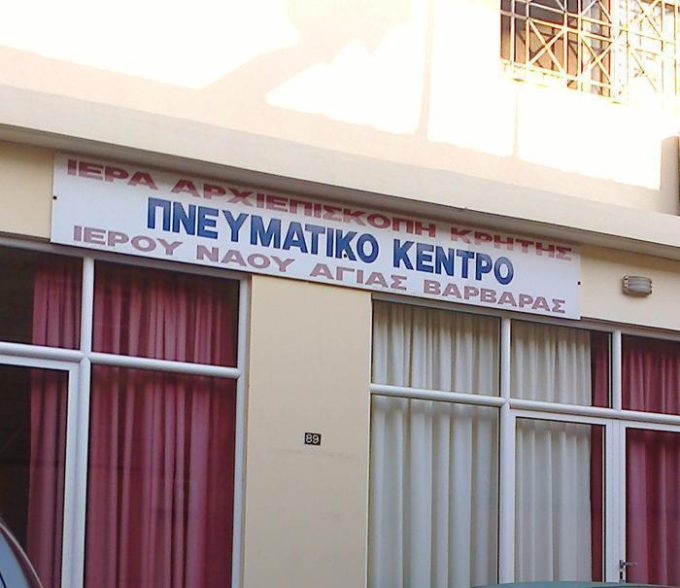 ΙΕΡΑ ΑΡΧΙΕΠΙΣΚΟΠΗ ΚΡΗΤΗΣ
ΠΝΕΥΜΑΤΙΚΟ ΚΕΝΤΡΟ
ΙΕΡΟΥ ΝΑΟΥ ΑΓΙΑΣ ΒΑΡΒΑΡΑΣ
89